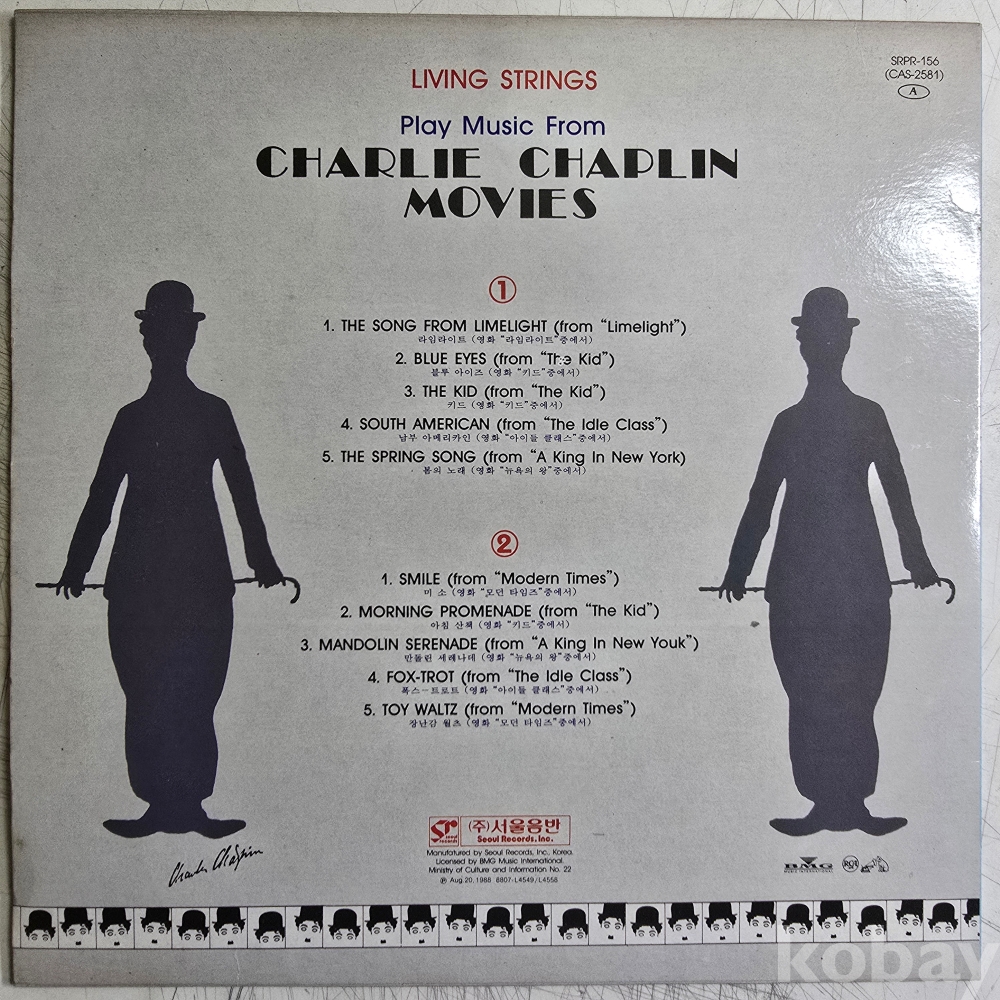 SRPR-156
(CAS-2581)
A
LIVING STRINGS
Play Music From
CHARLIE CHAPLIN
MOVIES
1
1. THE SONG FROM LIMELIGHT (from "Limelight")
라임라이트 (영화 "라임라이트"중에서)
2. BLUE EYES (from "The Kid")
블루 아이즈 (영화 "키드"중에서)
3. THE KID (from "The Kid")
키드 (영화 "키드"중에서)
4. SOUTH AMERICAN (from "The Idle Class")
남부 아메리카인 (영화 "아이들 클래스"중에서)
5. THE SPRING SONG (from "A King In New York)
봄의 노래 (영화 "뉴욕의 왕"중에서)
2
1. SMILE (from "Modern Times")
미 소 (영화 "모던 타임즈"중에서)
2. MORNING PROMENADE (from "The Kid")
아침 산책 (영화 "키드"중에서)
3. MANDOLIN SERENADE (from "A King In New Youk")
만돌린 세레나데 (영화 "뉴욕의 왕"중에서)
4. FOX-TROT (from "The Idle Class")
폭스-트로트 (영화 "아이들 클래스"중에서)
5. TOY WALTZ (from "Modern Times")
장난감 왈츠 (영화 "모던 타임즈"중에서)
sr seoul records
(주)서울음반
Seoul Records, Inc.
Manufatured by Seoul Records, Inc., Korea.
Licensed by BMG Music International.
Ministry of Culture and Information No. 22
℗ Aug. 20, 1988 8807-L4549/L4558
Charles Chaplin
BMG
MUSIC INTERNATIONAL
RCA
kobay